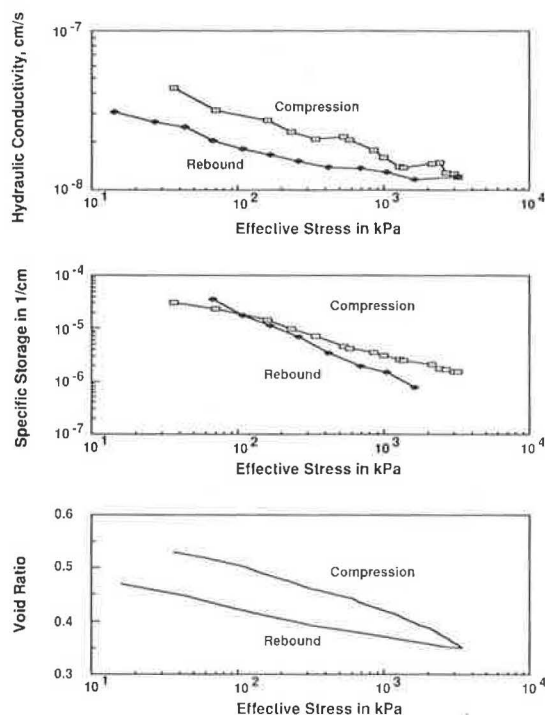 Hydraulic Conductivity, cm/s
10^-7
Compression
Rebound
10^-8
10^1 10^2 10^3 10^4
Effective Stress in kPa
Specific Storage in 1/cm
10^-4
Compression
10^-5
10^-6
Rebound
10^-7
10^1 10^2 10^3 10^4
Effective Stress in kPa
Void Ratio
0.6
0.5
Compression
0.4
Rebound
0.3
10^1 10^2 10^3 10^4
Effective Stress in kPa